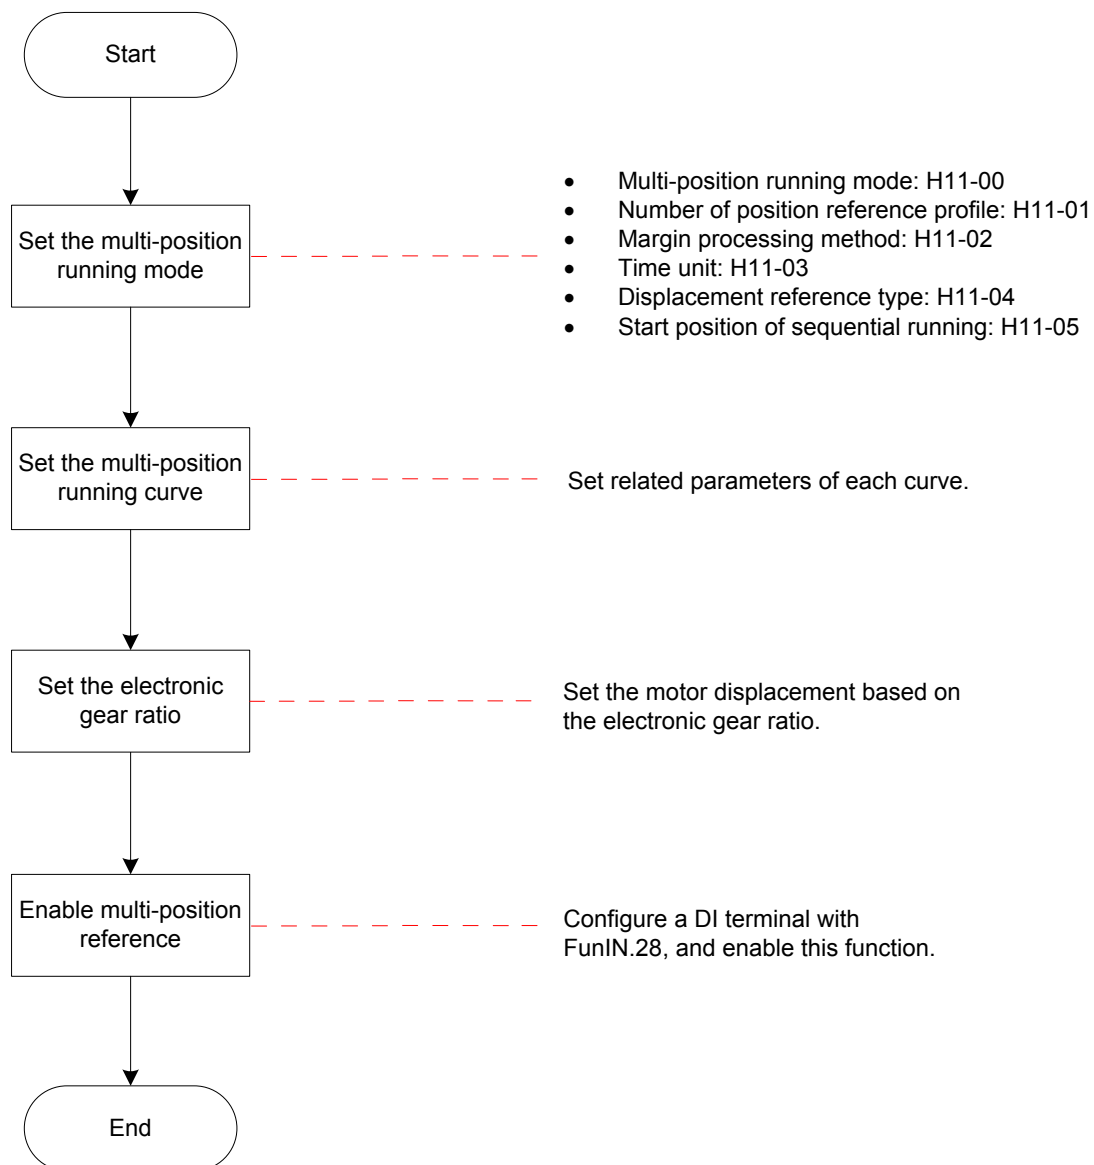 Start
Set the multi-position
running mode
• Multi-position running mode: H11-00
• Number of position reference profile: H11-01
• Margin processing method: H11-02
• Time unit: H11-03
• Displacement reference type: H11-04
• Start position of sequential running: H11-05
Set the multi-position
running curve
Set related parameters of each curve.
Set the electronic
gear ratio
Set the motor displacement based on
the electronic gear ratio.
Enable multi-position
reference
Configure a DI terminal with
FunIN.28, and enable this function.
End